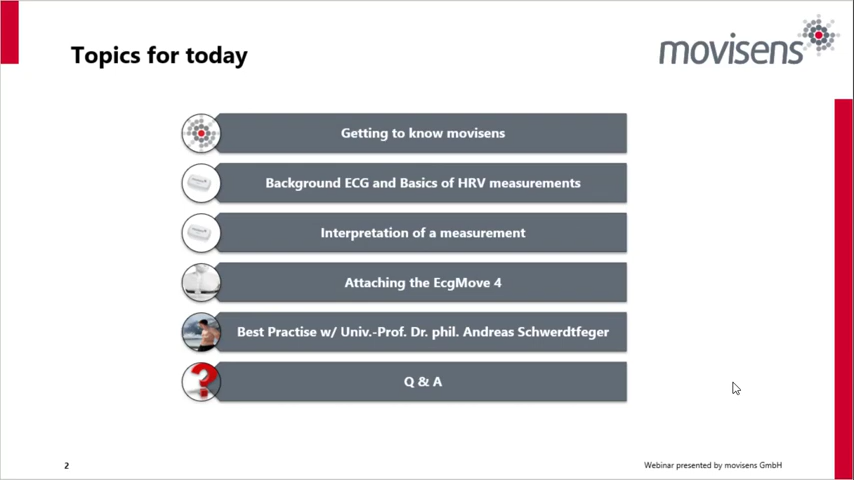 Topics for today
movisens
Getting to know movisens
Background ECG and Basics of HRV measurements
Interpretation of a measurement
Attaching the EcgMove 4
Best Practise w/ Univ.-Prof. Dr. phil. Andreas Schwerdtfeger
Q & A
2
Webinar presented by movisens GmbH